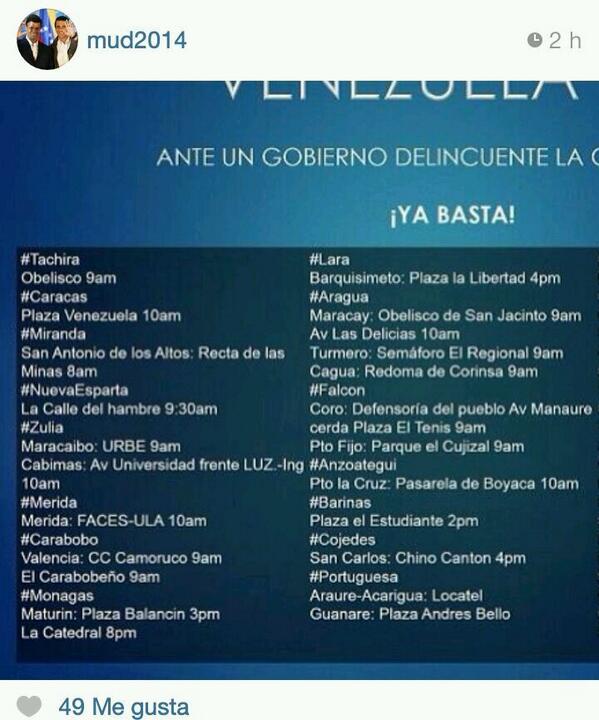 mud2014
2 h
VENEZUELA
ANTE UN GOBIERNO DELINCUENTE LA
¡YA BASTA!
#Tachira
Obelisco 9am
#Caracas
Plaza Venezuela 10am
#Miranda
San Antonio de los Altos: Recta de las
Minas 8am
#NuevaEsparta
La Calle del hambre 9:30am
#Zulia
Maracaibo: URBE 9am
Cabimas: Av Universidad frente LUZ.-Ing
10am
#Merida
Merida: FACES-ULA 10am
#Carabobo
Valencia: CC Camoruco 9am
El Carabobeño 9am
#Monagas
Maturin: Plaza Balancin 3pm
La Catedral 8pm
#Lara
Barquisimeto: Plaza la Libertad 4pm
#Aragua
Maracay: Obelisco de San Jacinto 9am
Av Las Delicias 10am
Turmero: Semáforo El Regional 9am
Cagua: Redoma de Corinsa 9am
#Falcon
Coro: Defensoría del pueblo Av Manaure
cerda Plaza El Tenis 9am
Pto Fijo: Parque el Cujizal 9am
#Anzoategui
Pto la Cruz: Pasarela de Boyaca 10am
#Barinas
Plaza el Estudiante 2pm
#Cojedes
San Carlos: Chino Canton 4pm
#Portuguesa
Araure-Acarigua: Locatel
Guanare: Plaza Andres Bello
49 Me gusta